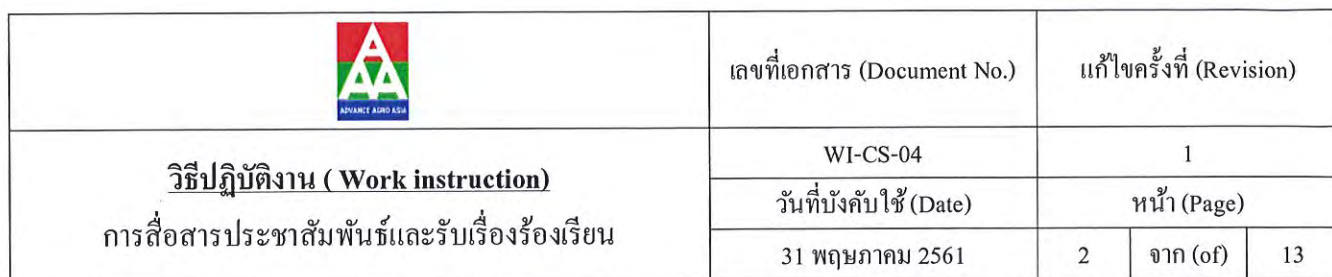 A
AA
ADVANCE AGRO ASIA
เลขที่เอกสาร (Document No.)
แก้ไขครั้งที่ (Revision)
วิธีปฏิบัติงาน ( Work instruction)
การสื่อสารประชาสัมพันธ์และรับเรื่องร้องเรียน
WI-CS-04
1
วันที่บังคับใช้ (Date)
หน้า (Page)
31 พฤษภาคม 2561
2
จาก (of)
13